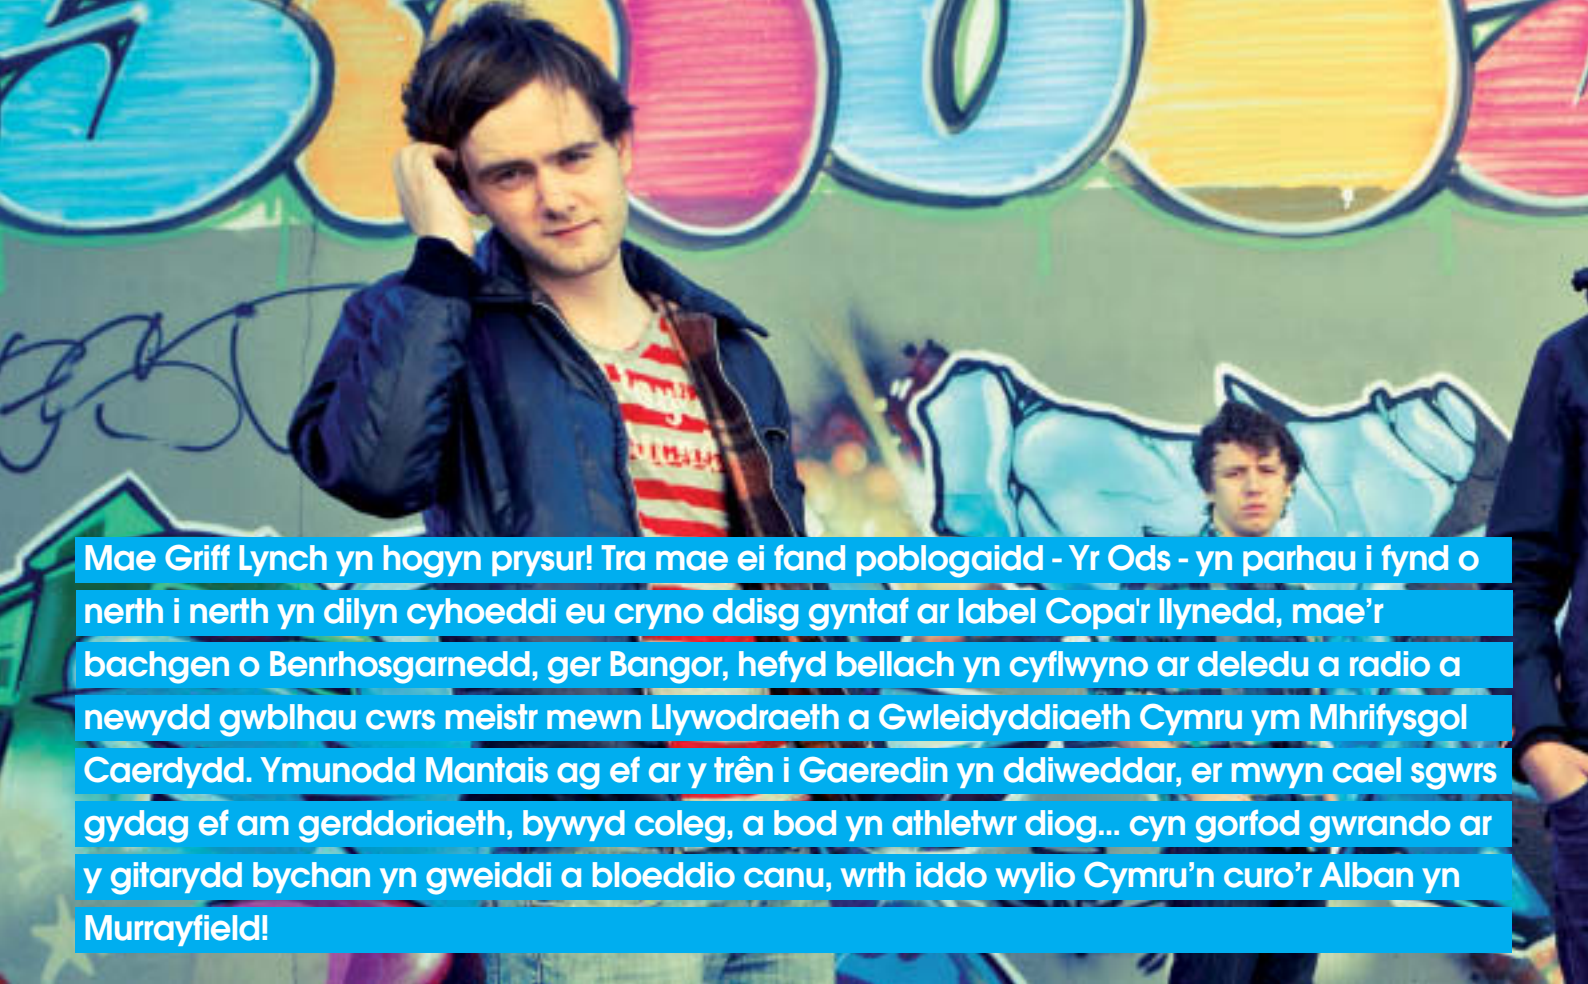 Mae Griff Lynch yn hogyn prysur! Tra mae ei fand poblogaidd - Yr Ods - yn parhau i fynd o
nerth i nerth yn dilyn cyhoeddi eu cryno ddisg gyntaf ar label Copa'r llynedd, mae’r
bachgen o Benrhosgarnedd, ger Bangor, hefyd bellach yn cyflwyno ar deledu a radio a
newydd gwblhau cwrs meistr mewn Llywodraeth a Gwleidyddiaeth Cymru ym Mhrifysgol
Caerdydd. Ymunodd Mantais ag ef ar y trên i Gaeredin yn ddiweddar, er mwyn cael sgwrs
gydag ef am gerddoriaeth, bywyd coleg, a bod yn athletwr diog... cyn gorfod gwrando ar
y gitarydd bychan yn gweiddi a bloeddio canu, wrth iddo wylio Cymru’n curo’r Alban yn
Murrayfield!